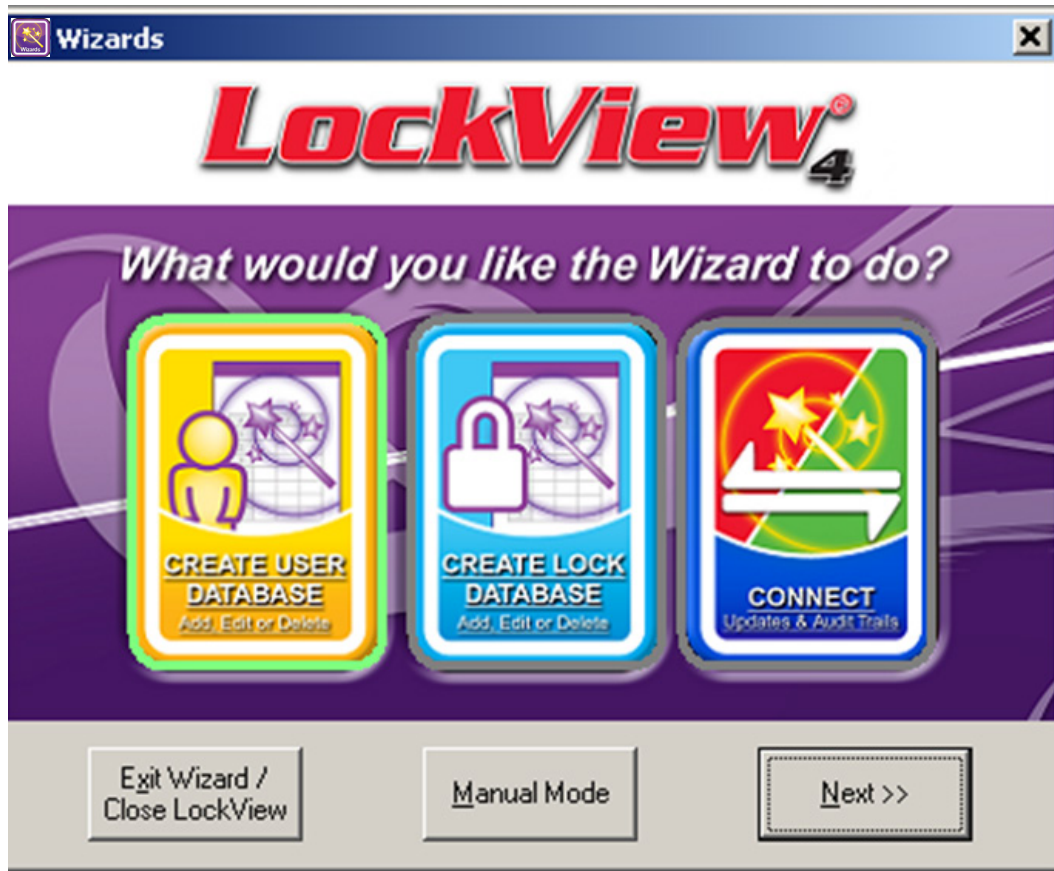 Wizards
LockView®
4
What would you like the Wizard to do?
CREATE USER
DATABASE
Add, Edit or Delete
CREATE LOCK
DATABASE
Add, Edit or Delete
CONNECT
Updates & Audit Trails
Exit Wizard /
Close LockView
Manual Mode
Next >>